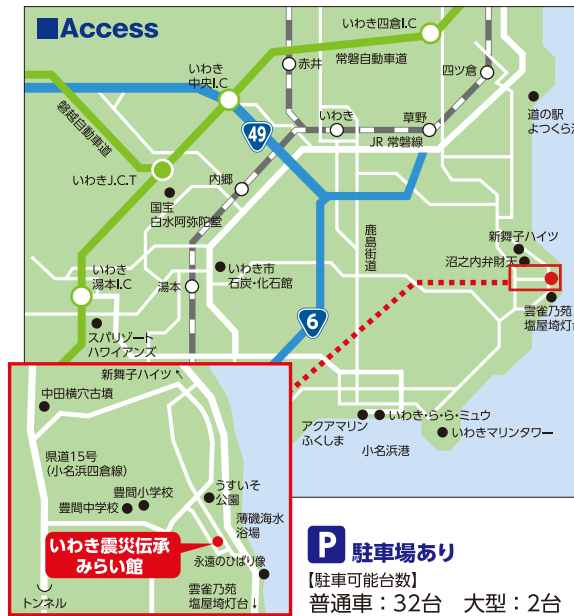 ■Access
いわき四倉I.C
いわき
中央I.C
赤井
常磐自動車道
四ツ倉
磐越自動車道
49
いわき
草野
道の駅
よつくら港
JR 常磐線
いわきJ.C.T
内郷
国宝
白水阿弥陀堂
鹿島街道
新舞子ハイツ
沼之内弁財天
いわき市
石炭・化石館
いわき
湯本I.C
湯本
雲雀乃苑
塩屋埼灯台
6
スパリゾート
ハワイアンズ
新舞子ハイツ↖
中田横穴古墳
アクアマリン
ふくしま
いわき・ら・ら・ミュウ
小名浜港
いわきマリンタワー
県道15号
(小名浜四倉線)
豊間小学校
豊間中学校
うすいそ
公園
薄磯海水
浴場
いわき震災伝承
みらい館
永遠のひばり像
雲雀乃苑
塩屋埼灯台↓
トンネル
P 駐車場あり
【駐車可能台数】
普通車：32台　大型：2台